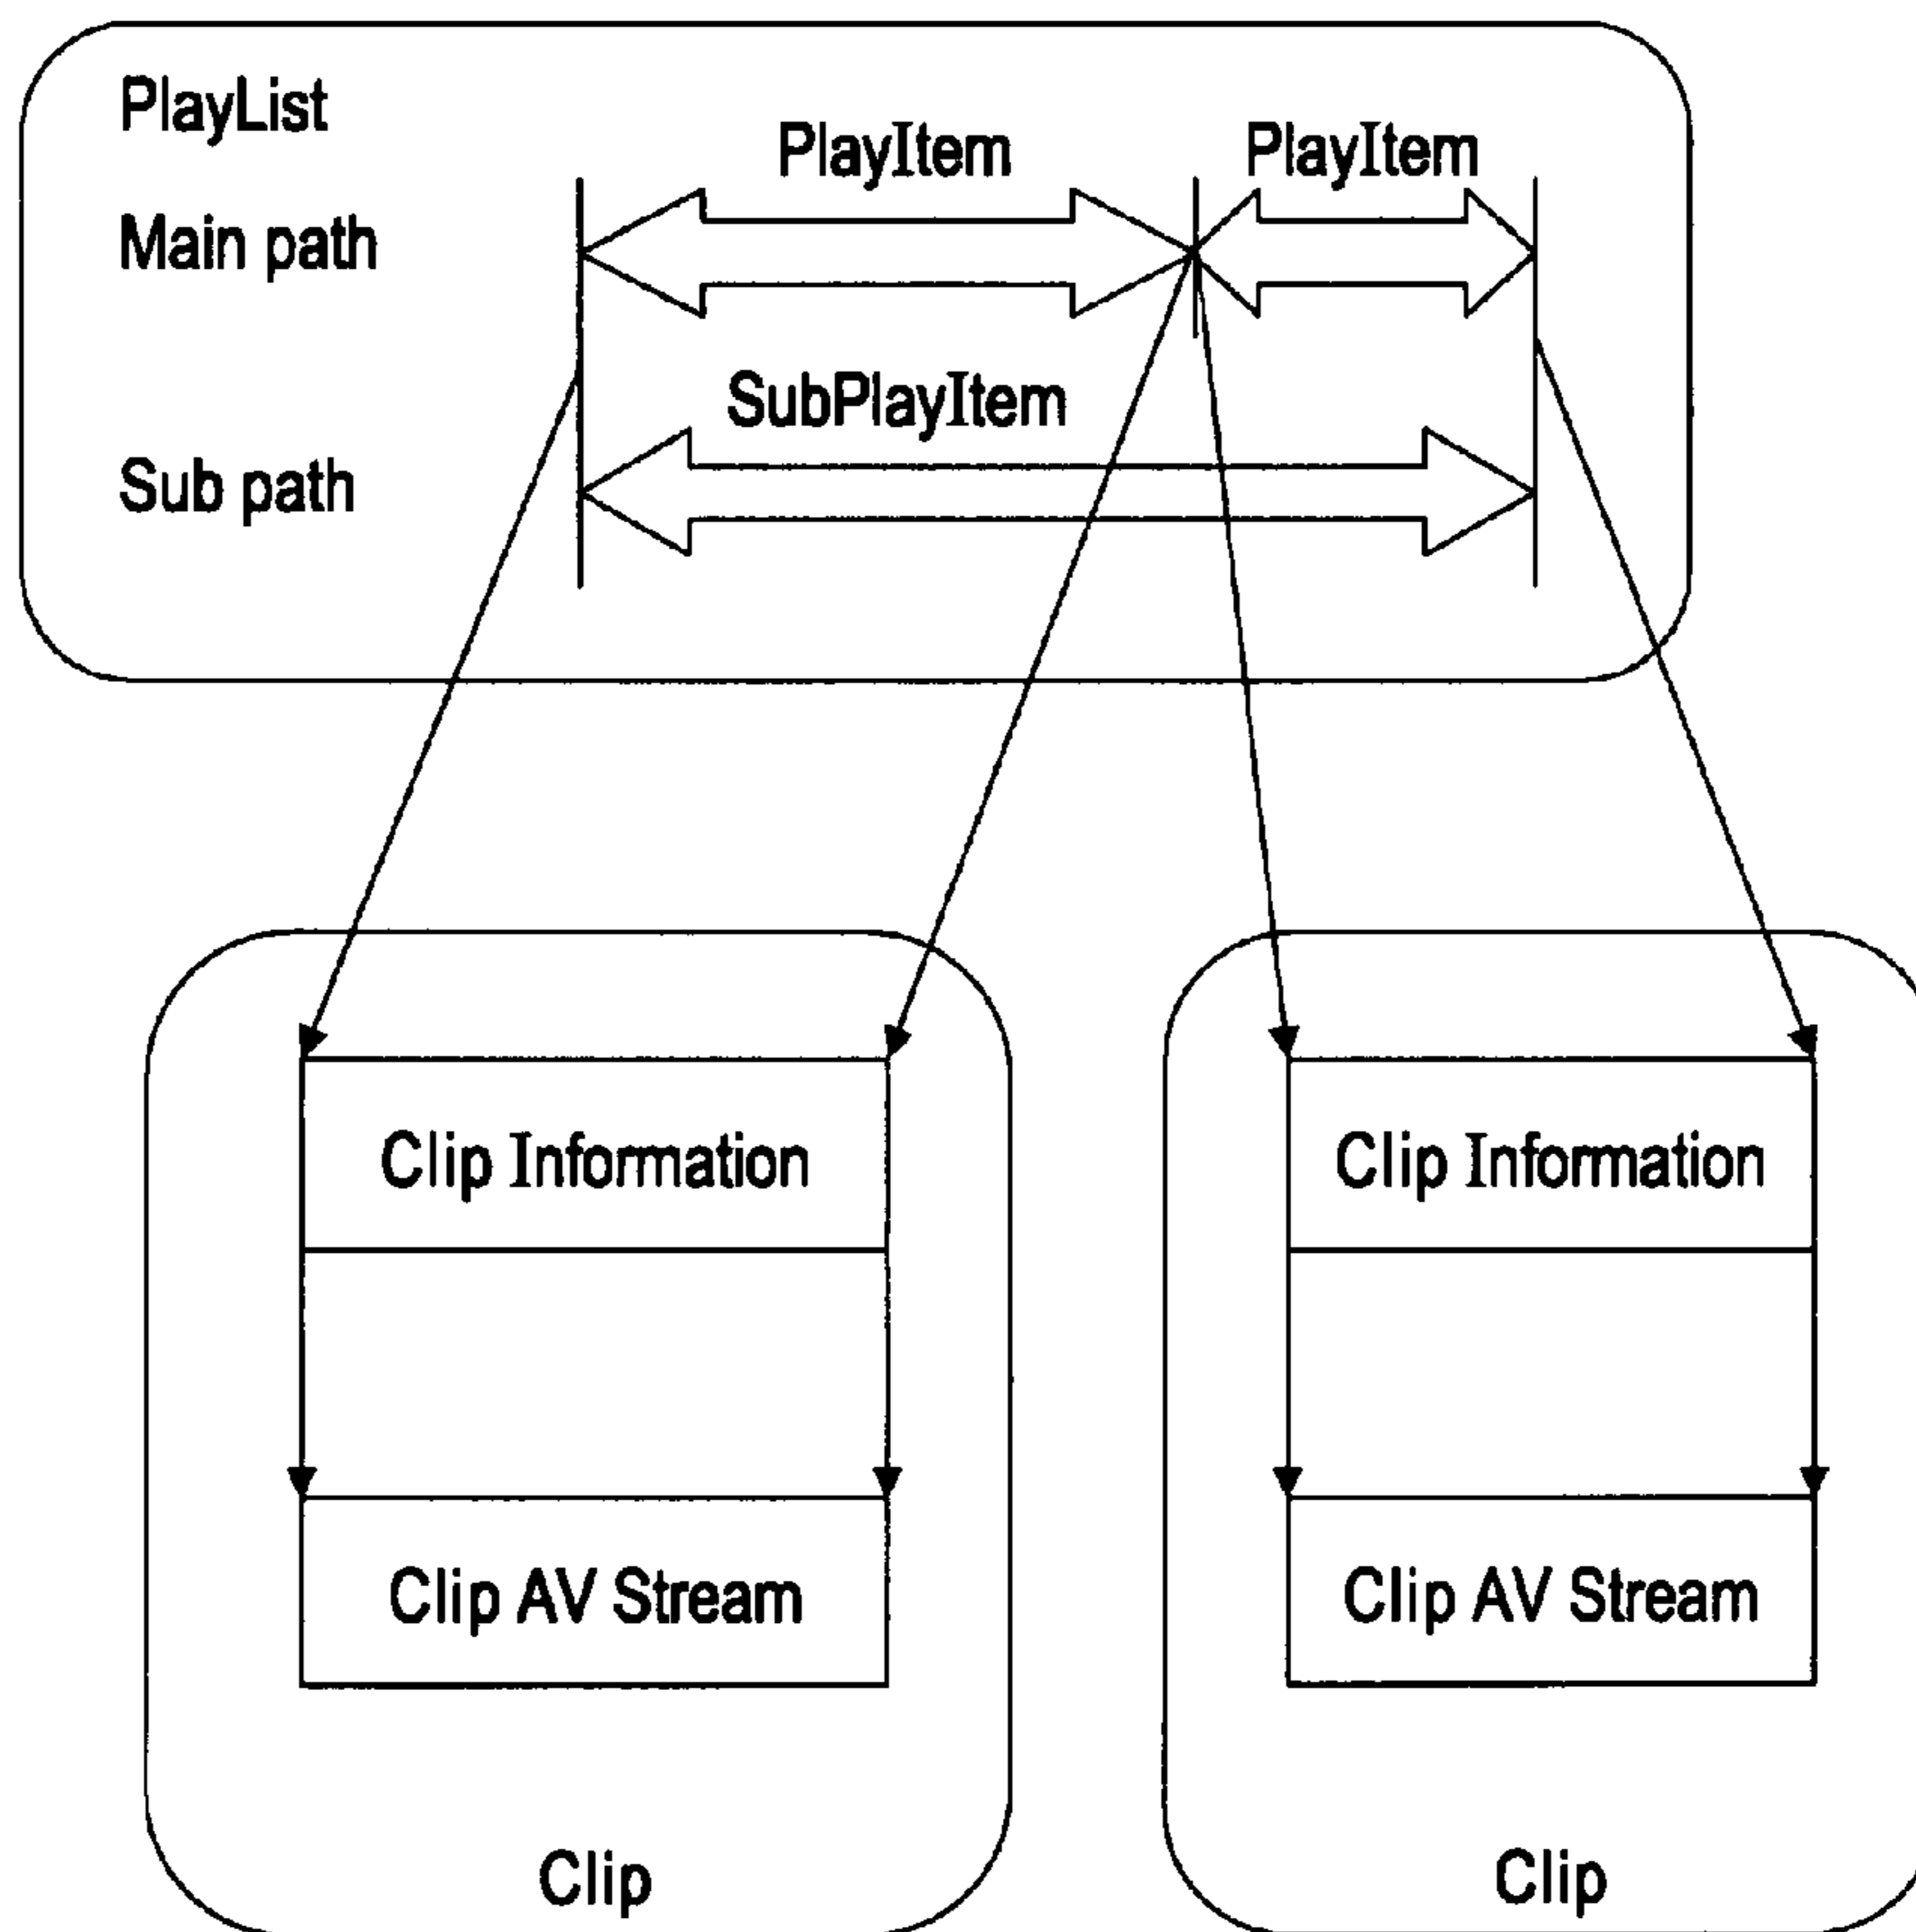 PlayList
PlayItem PlayItem
Main path
SubPlayItem
Sub path
Clip Information Clip Information
Clip AV Stream Clip AV Stream
Clip Clip